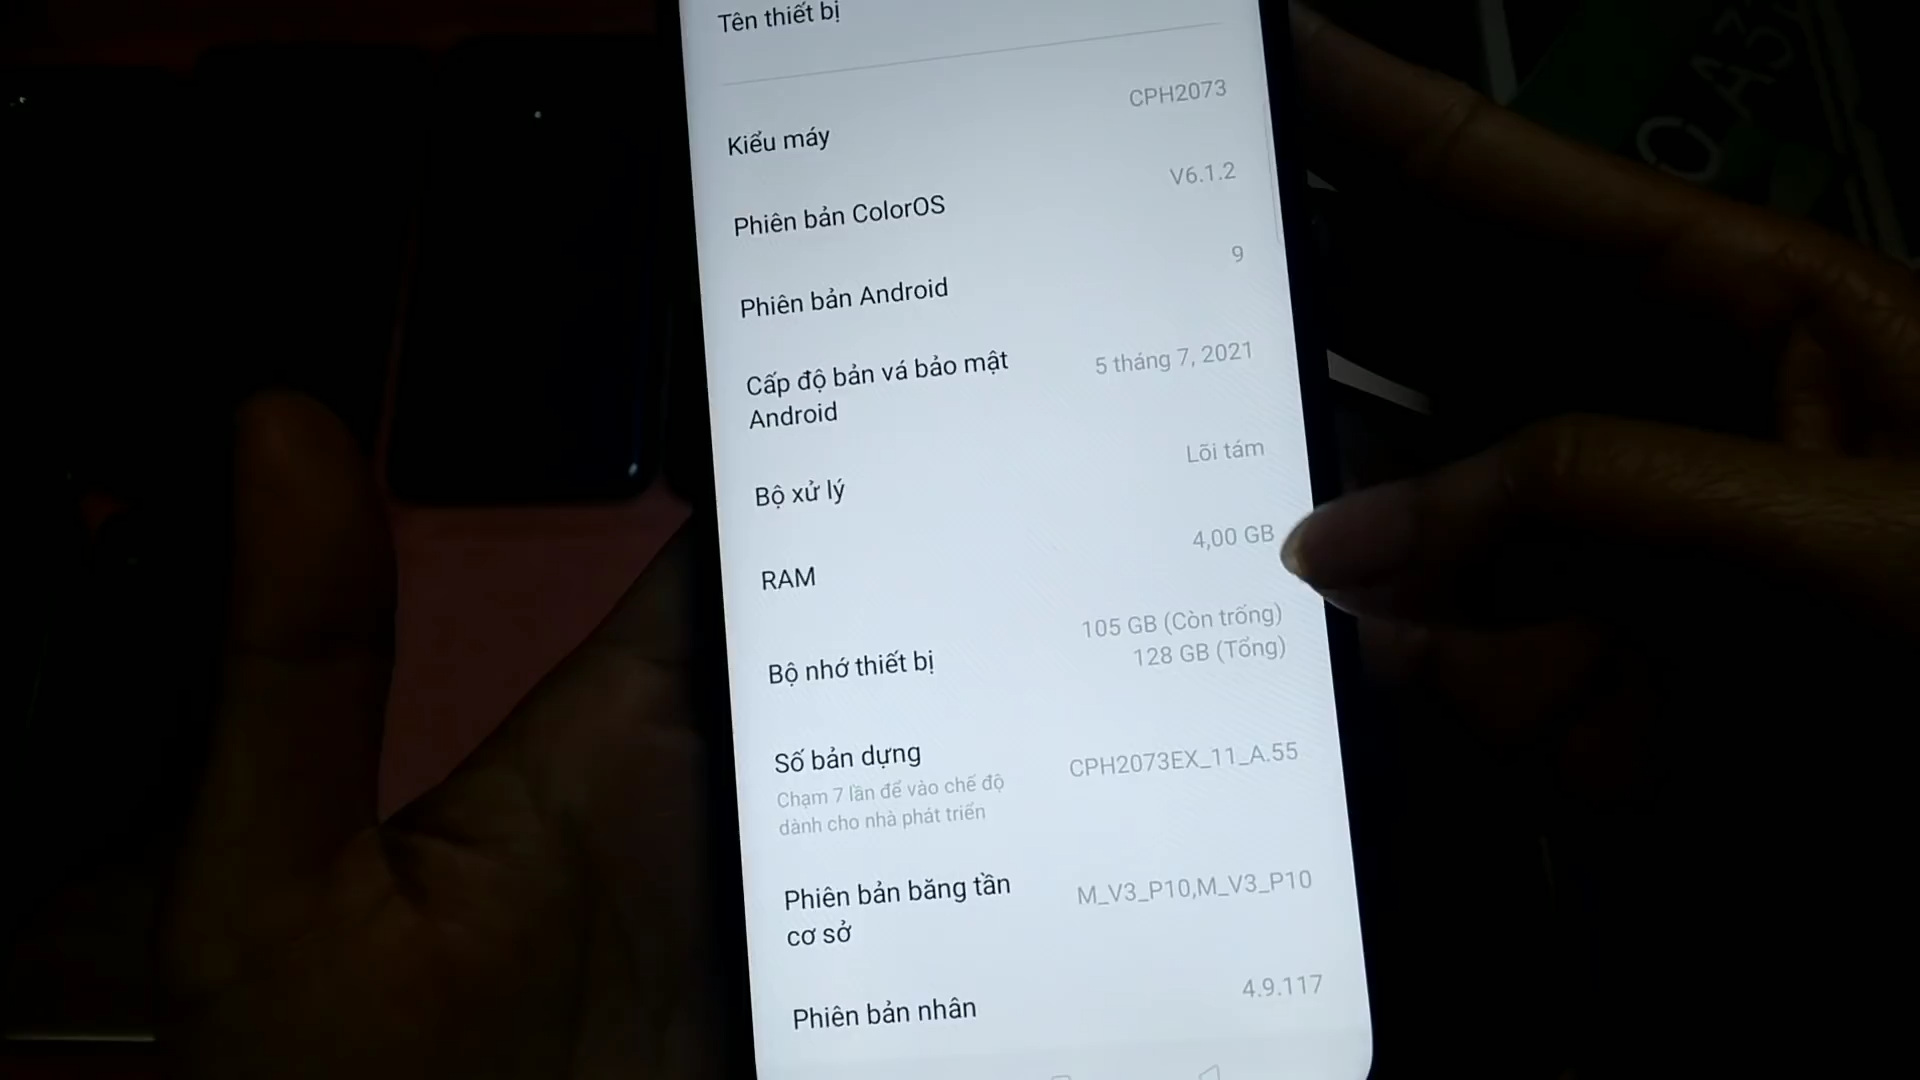 Tên thiết bị
Kiểu máy
CPH2073
Phiên bản ColorOS
V6.1.2
Phiên bản Android
9
Cấp độ bản vá bảo mật
Android
5 tháng 7, 2021
Bộ xử lý
Lõi tám
RAM
4,00 GB
Bộ nhớ thiết bị
105 GB (Còn trống)
128 GB (Tổng)
Số bản dựng
Chạm 7 lần để vào chế độ
dành cho nhà phát triển
CPH2073EX_11_A.55
Phiên bản băng tần
cơ sở
M_V3_P10,M_V3_P10
Phiên bản nhân
4.9.117